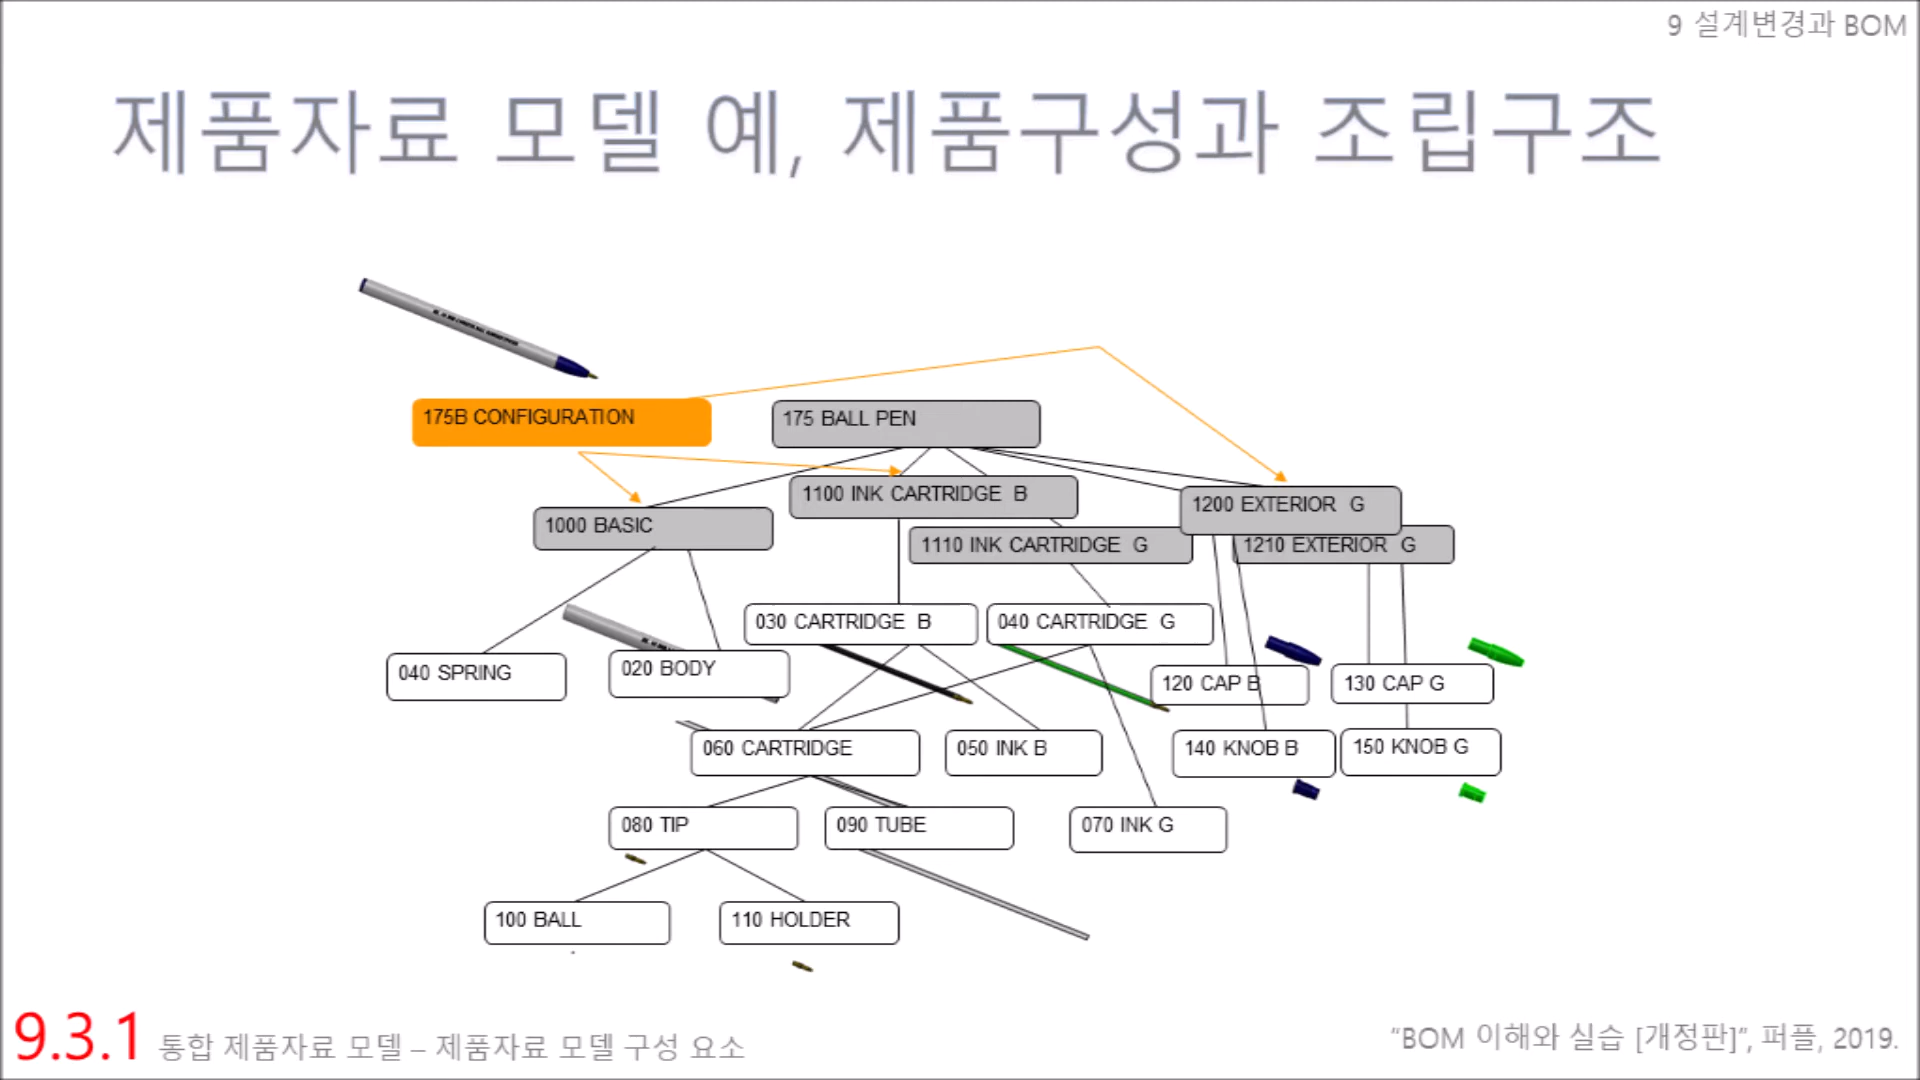 9 설계변경과 BOM
제품자료 모델 예, 제품구성과 조립구조
175B CONFIGURATION
175 BALL PEN
1100 INK CARTRIDGE B
1200 EXTERIOR G
1000 BASIC
1110 INK CARTRIDGE G
1210 EXTERIOR G
030 CARTRIDGE B
040 CARTRIDGE G
040 SPRING
020 BODY
120 CAP B
130 CAP G
060 CARTRIDGE
050 INK B
140 KNOB B
150 KNOB G
080 TIP
090 TUBE
070 INK G
100 BALL
110 HOLDER
9.3.1 통합 제품자료 모델 – 제품자료 모델 구성 요소
“BOM 이해와 실습 [개정판]”, 퍼플, 2019.